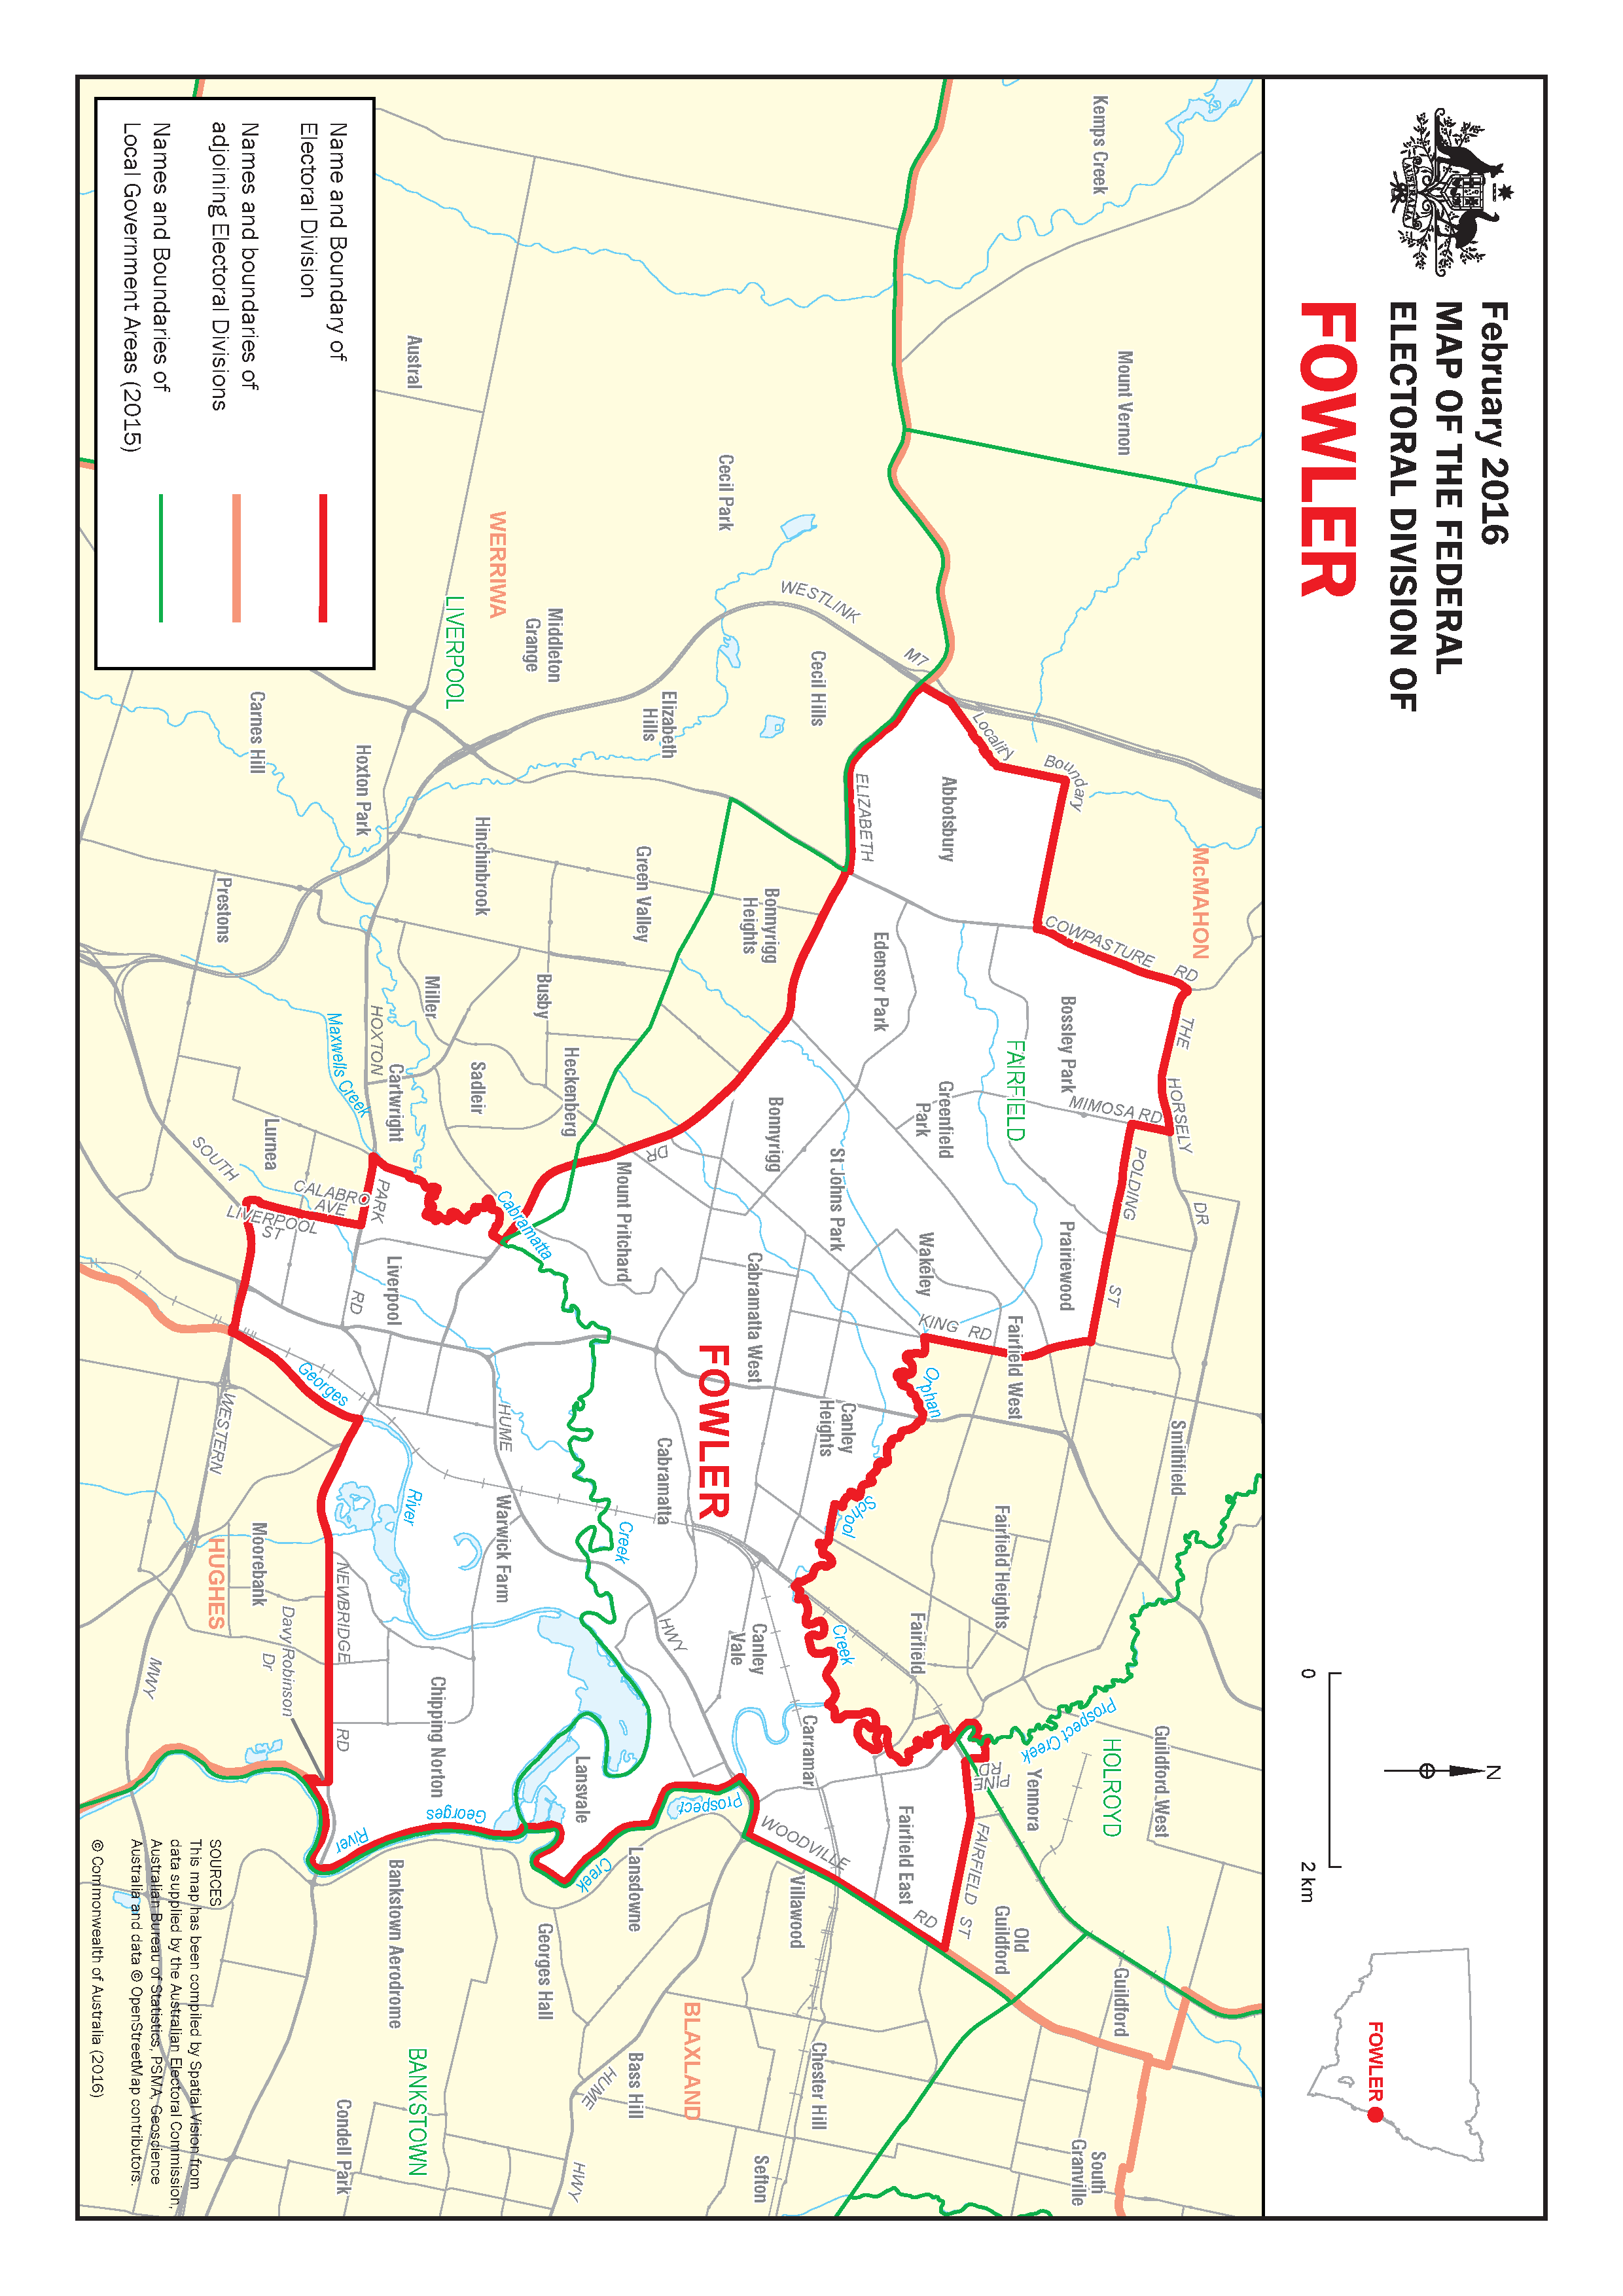 February 2016
MAP OF THE FEDERAL
ELECTORAL DIVISION OF
FOWLER
AUSTRALIA
0
2 km
N
FOWLER
Kemps Creek
Mount Vernon
McMAHON
COWPASTURE RD
THE HORSELY DR
Boundary
Locality
Abbotsbury
Bossley Park
MIMOSA RD
POLDING ST
Smithfield
Guildford West
HOLROYD
Prospect Creek
Guildford
South
Granville
WESTLINK
M7
Cecil Park
Cecil Hills
ELIZABETH
DR
Edensor Park
FAIRFIELD
Greenfield
Park
Prairiewood
Wakeley
KING RD
Fairfield West
Fairfield Heights
Fairfield
Yennora
PINE
RD
FAIRFIELD ST
Old
Guildford
Fairfield East
WOODVILLE RD
Orphan
School
Creek
Bonnyrigg
Heights
Bonnyrigg
St Johns Park
Canley
Heights
Canley
Vale
Carramar
Villawood
Chester Hill
Sefton
Cabramatta West
FOWLER
Cabramatta
Mount Pritchard
Green Valley
Elizabeth
Hills
Middleton
Grange
WERRIWA
LIVERPOOL
Austral
Hinchinbrook
Busby
Heckenberg
Miller
Sadleir
Cartwright
Cabramatta
Creek
HUME
HWY
Warwick Farm
Lansvale
Prospect
Creek
Lansdowne
BLAXLAND
Bass Hill
HUME
HWY
Georges Hall
Carnes Hill
Hoxton Park
Prestons
HOXTON
PARK
RD
Maxwells Creek
Lurnea
SOUTH
CALABRO
AVE
LIVERPOOL
ST
Liverpool
Georges
River
Chipping Norton
Georges
River
NEWBRIDGE
RD
Moorebank
HUGHES
Davy Robinson
Dr
WESTERN
MWY
Bankstown Aerodrome
BANKSTOWN
Condell Park
Name and Boundary of
Electoral Division
Names and boundaries of
adjoining Electoral Divisions
Names and Boundaries of
Local Government Areas (2015)
SOURCES
This map has been compiled by Spatial Vision from
data supplied by the Australian Electoral Commission,
Australian Bureau of Statistics, PSMA, Geoscience
Australia and data © OpenStreetMap contributors.
© Commonwealth of Australia (2016)